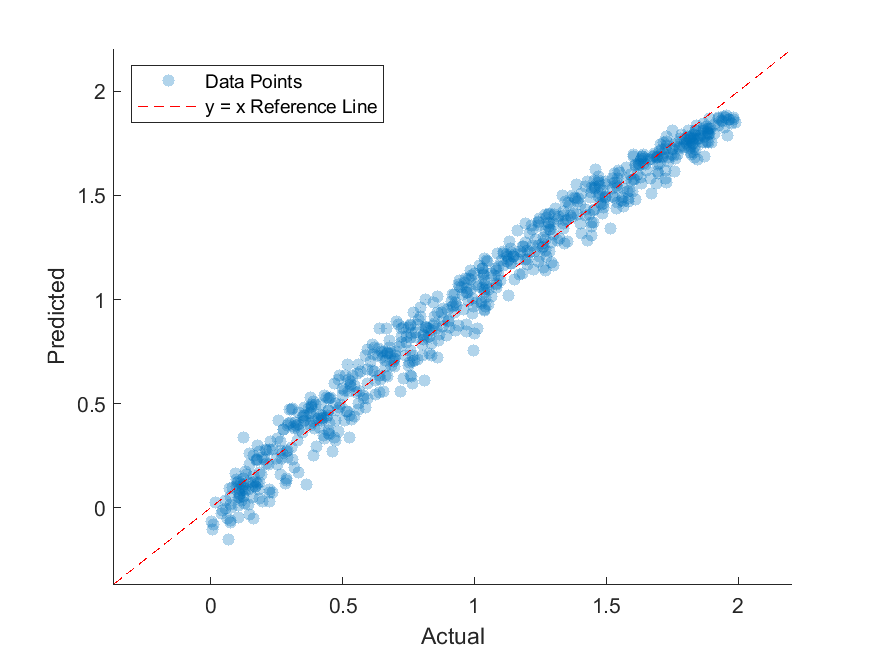 Data Points
y = x Reference Line
2
1.5
1
0.5
0
Predicted
0
0.5
1
1.5
2
Actual